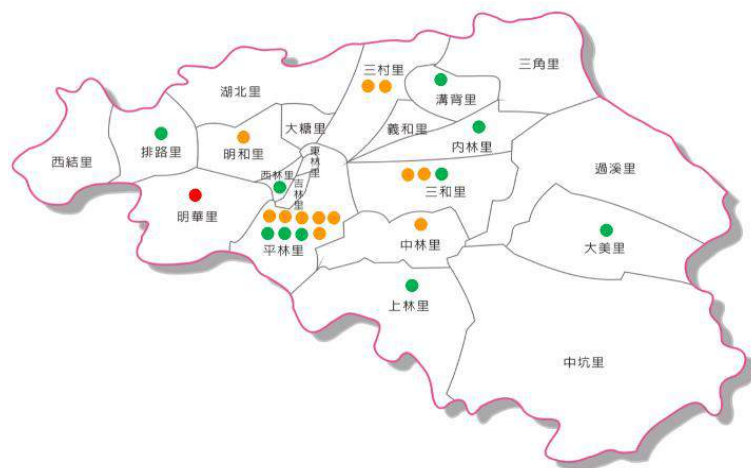 三村里
三角里
溝背里
湖北里
大糖里
義和里
內林里
明和里
排路里
西結里
東林里
西林里
吉林里
過溪里
三和里
明華里
中林里
大美里
平林里
上林里
中坑里